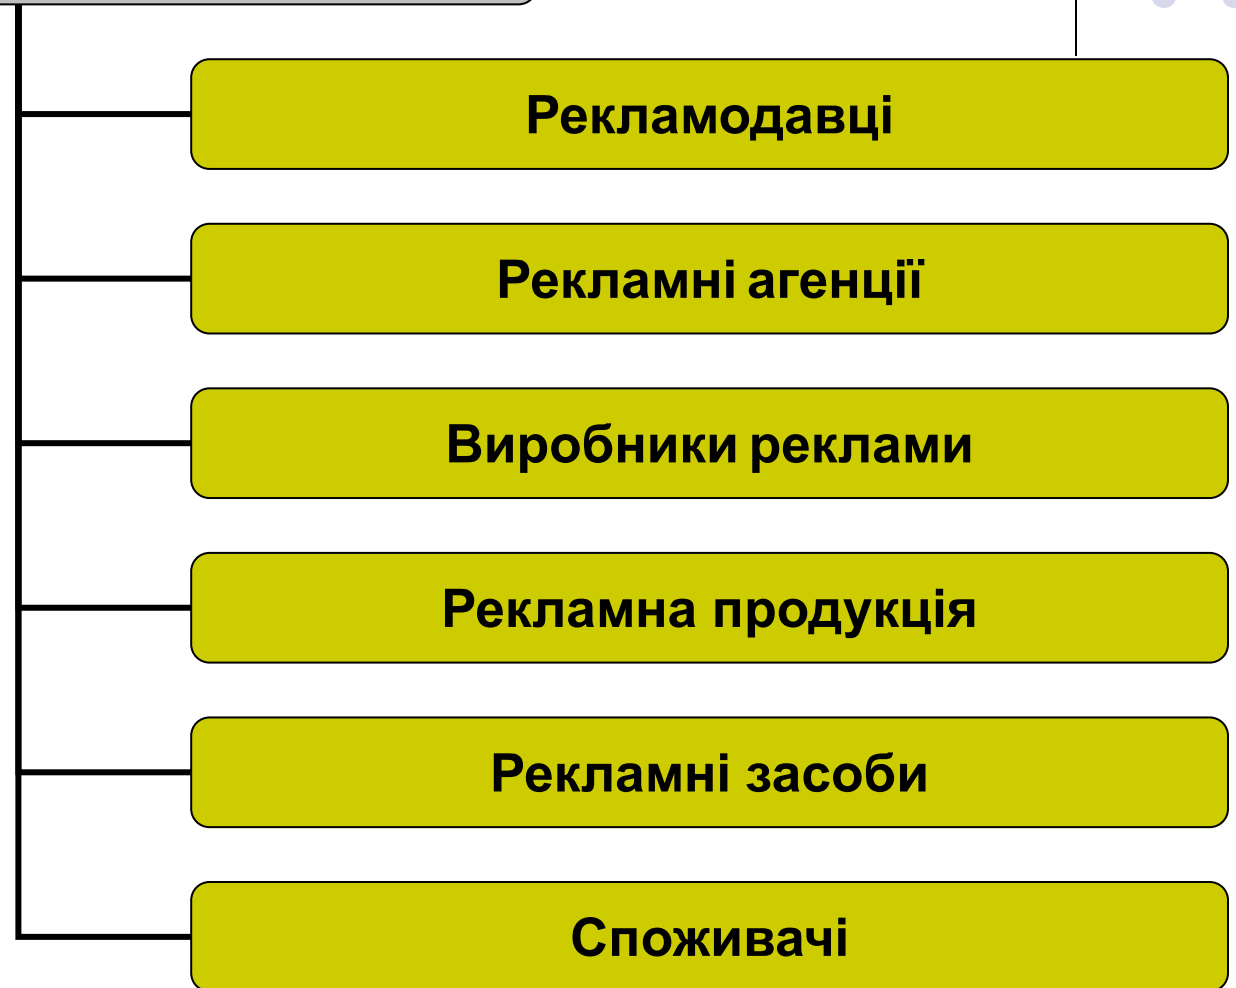 Рекламодавці
Рекламні агенції
Виробники реклами
Рекламна продукція
Рекламні засоби
Споживачі